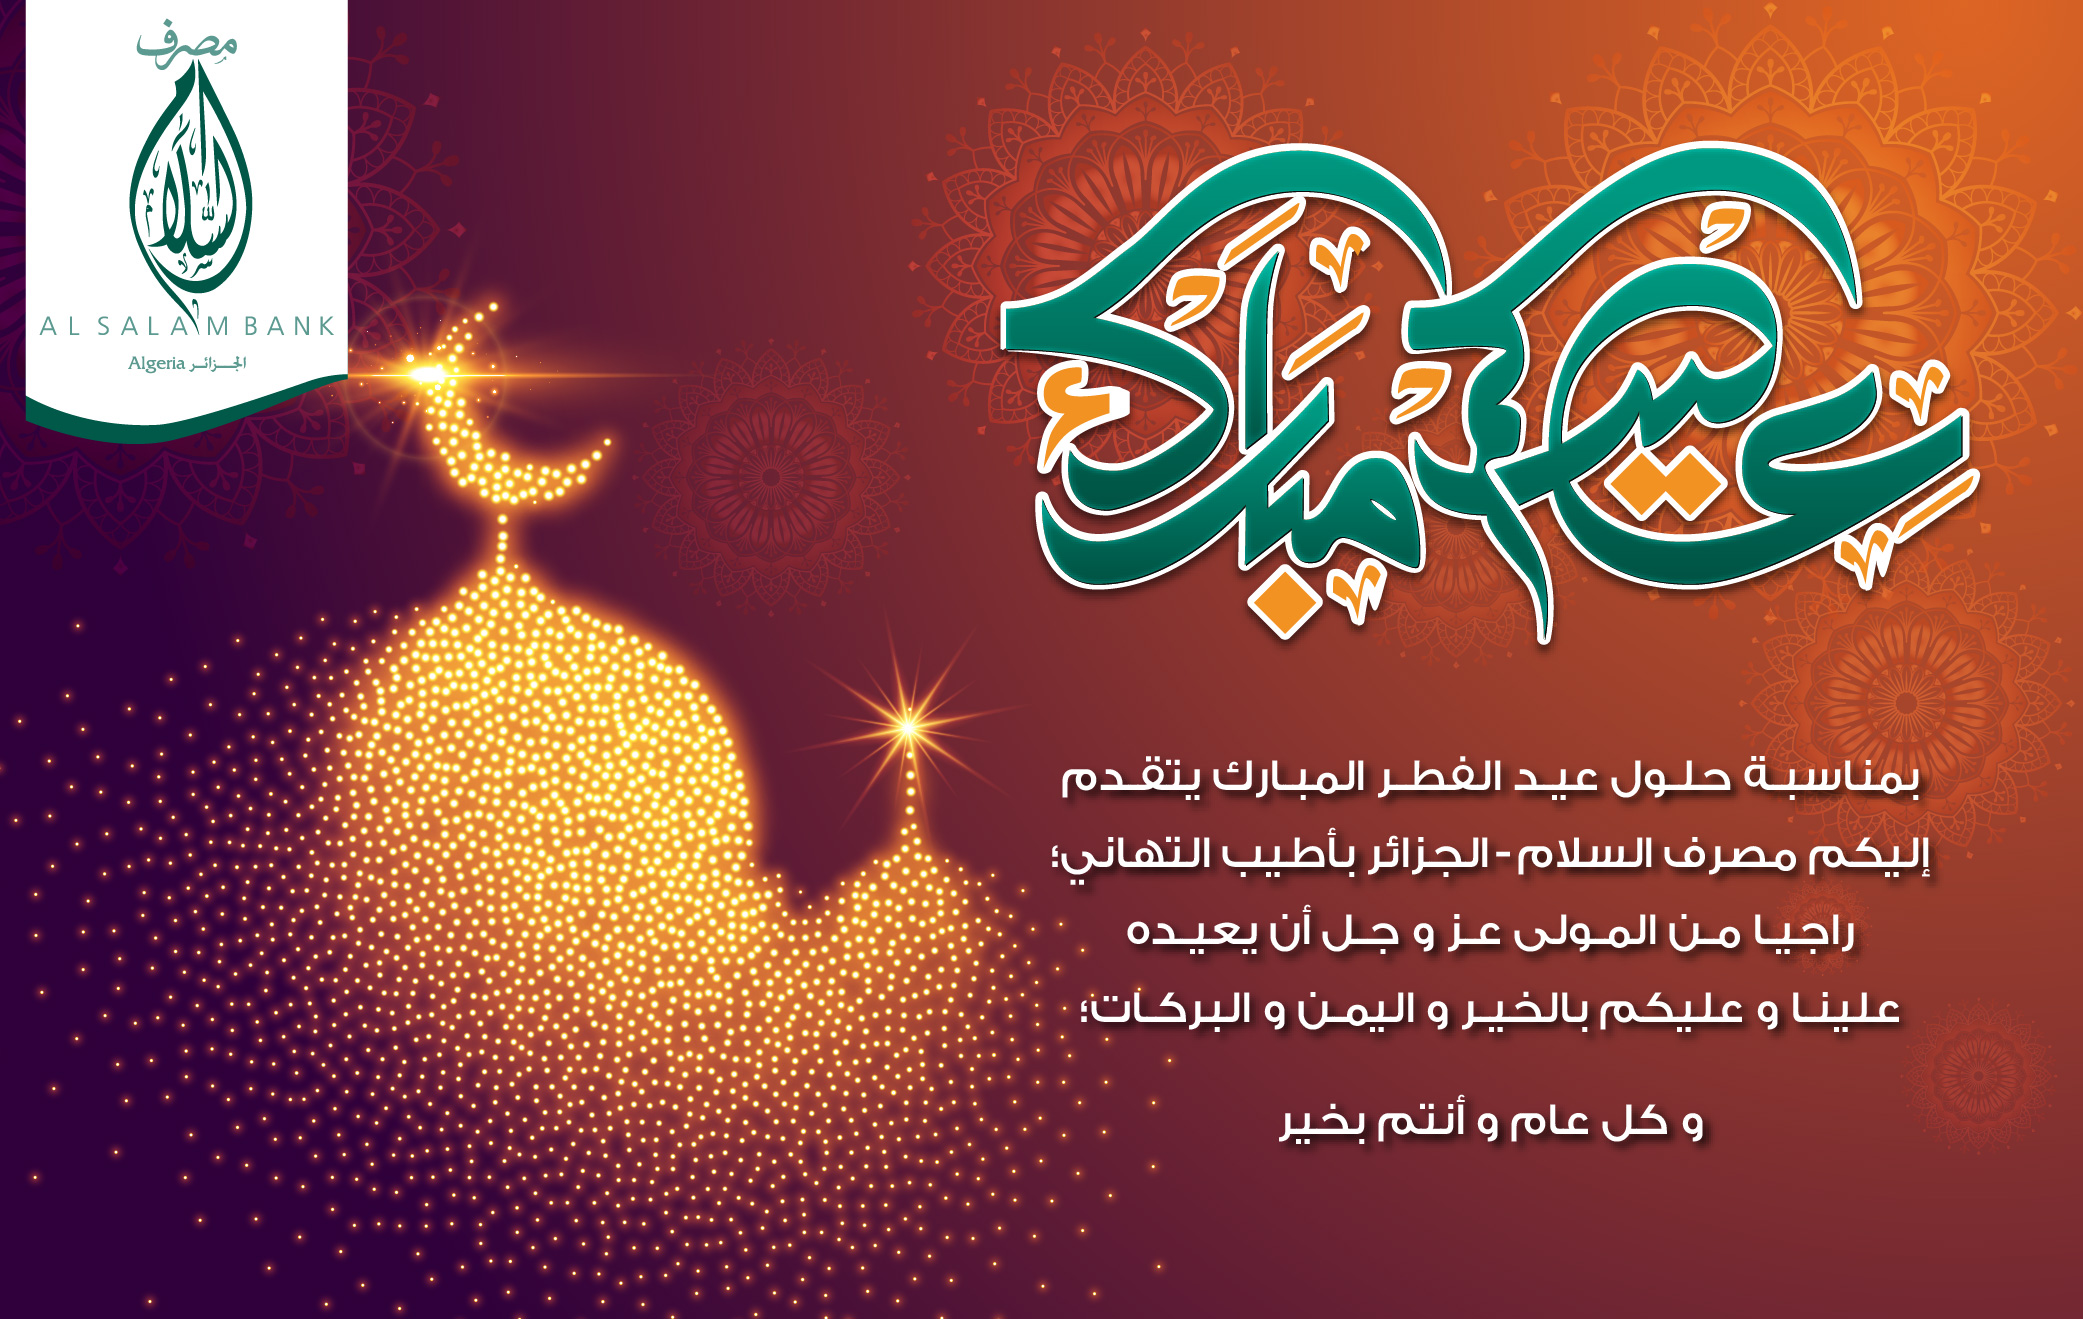 مصرف
السلام
AL SALAM BANK
Algeria الجزائر
عيدكم مبارك
بمناسبة حلول عيد الفطر المبارك يتقدم
إليكم مصرف السلام - الجزائر بأطيب التهاني؛
راجيا من المولى عز و جل أن يعيده
علينا و عليكم بالخير و اليمن و البركات؛
و كل عام و أنتم بخير